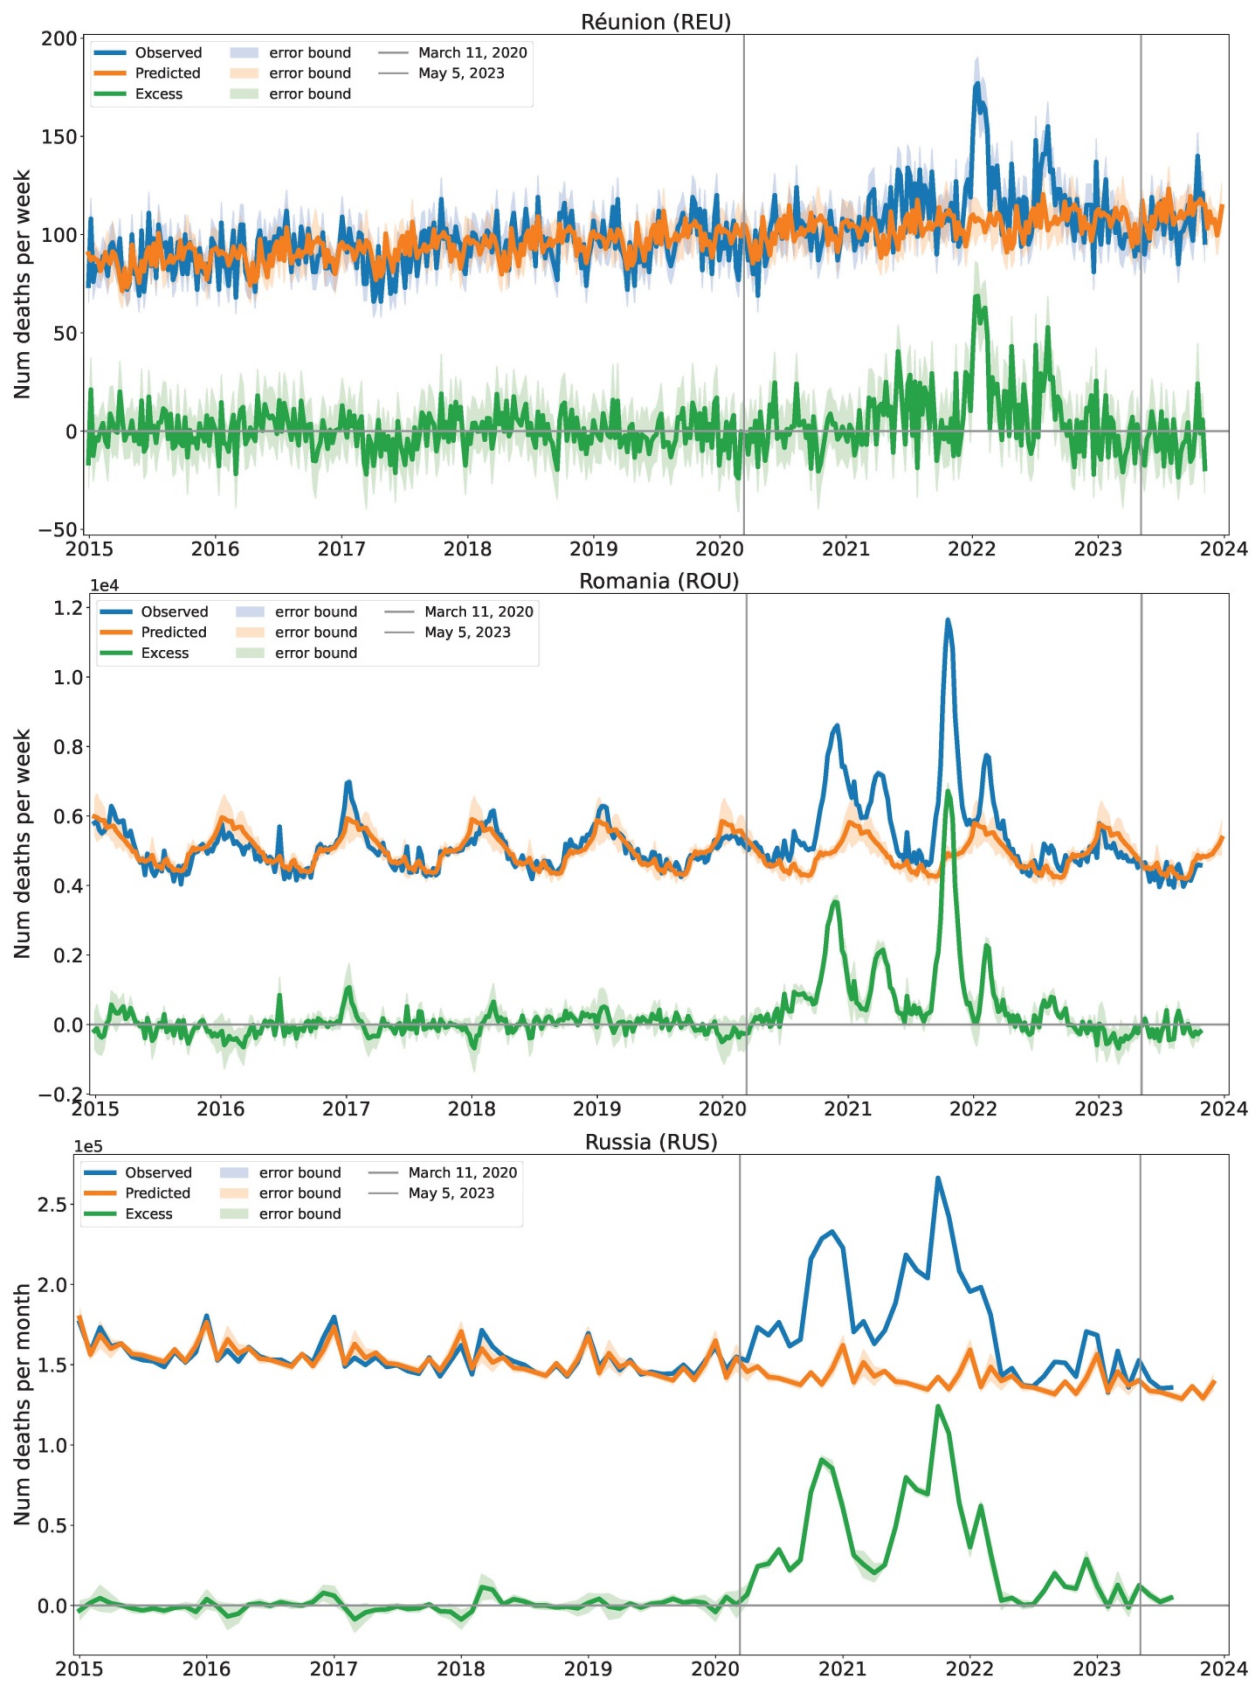 Réunion (REU)
200
150
100
50
0
−50
Num deaths per week
Observed error bound March 11, 2020
Predicted error bound May 5, 2023
Excess error bound
2015 2016 2017 2018 2019 2020 2021 2022 2023 2024
1e4
Romania (ROU)
1.2
1.0
0.8
0.6
0.4
0.2
0.0
−0.2
Num deaths per week
Observed error bound March 11, 2020
Predicted error bound May 5, 2023
Excess error bound
2015 2016 2017 2018 2019 2020 2021 2022 2023 2024
1e5
Russia (RUS)
2.5
2.0
1.5
1.0
0.5
0.0
Num deaths per month
Observed error bound March 11, 2020
Predicted error bound May 5, 2023
Excess error bound
2015 2016 2017 2018 2019 2020 2021 2022 2023 2024